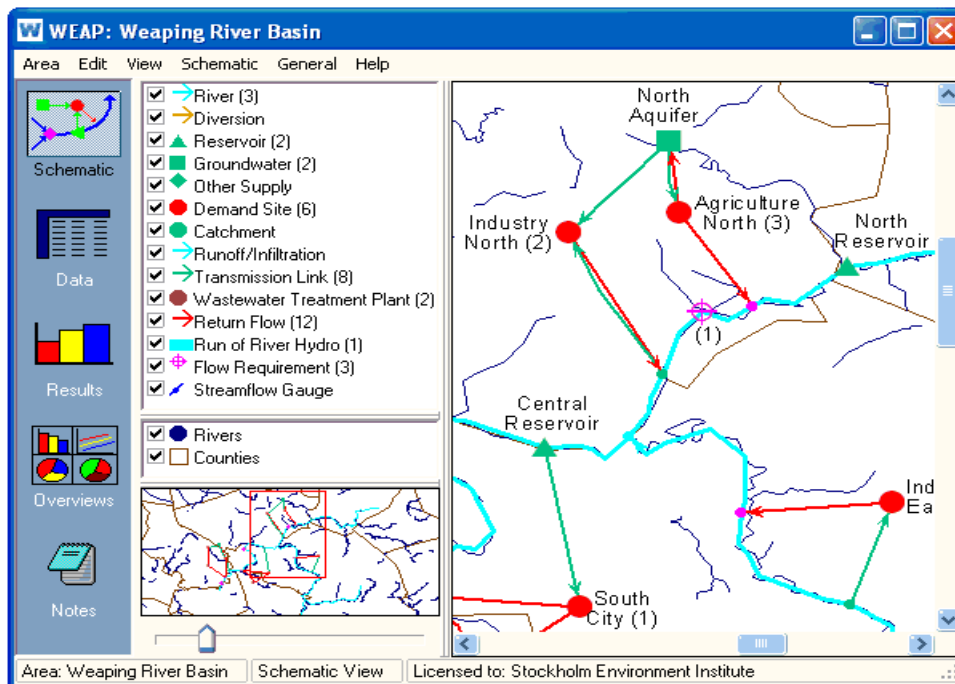 WEAP: Weaping River Basin
Area Edit View Schematic General Help
Schematic
Data
Results
Overviews
Notes
River (3)
Diversion
Reservoir (2)
Groundwater (2)
Other Supply
Demand Site (6)
Catchment
Runoff/Infiltration
Transmission Link (8)
Wastewater Treatment Plant (2)
Return Flow (12)
Run of River Hydro (1)
Flow Requirement (3)
Streamflow Gauge
Rivers
Counties
North
Aquifer
Industry
North (2)
Agriculture
North (3)
North
Reservoir
(1)
Central
Reservoir
Ind
Ea
South
City (1)
Area: Weaping River Basin Schematic View Licensed to: Stockholm Environment Institute